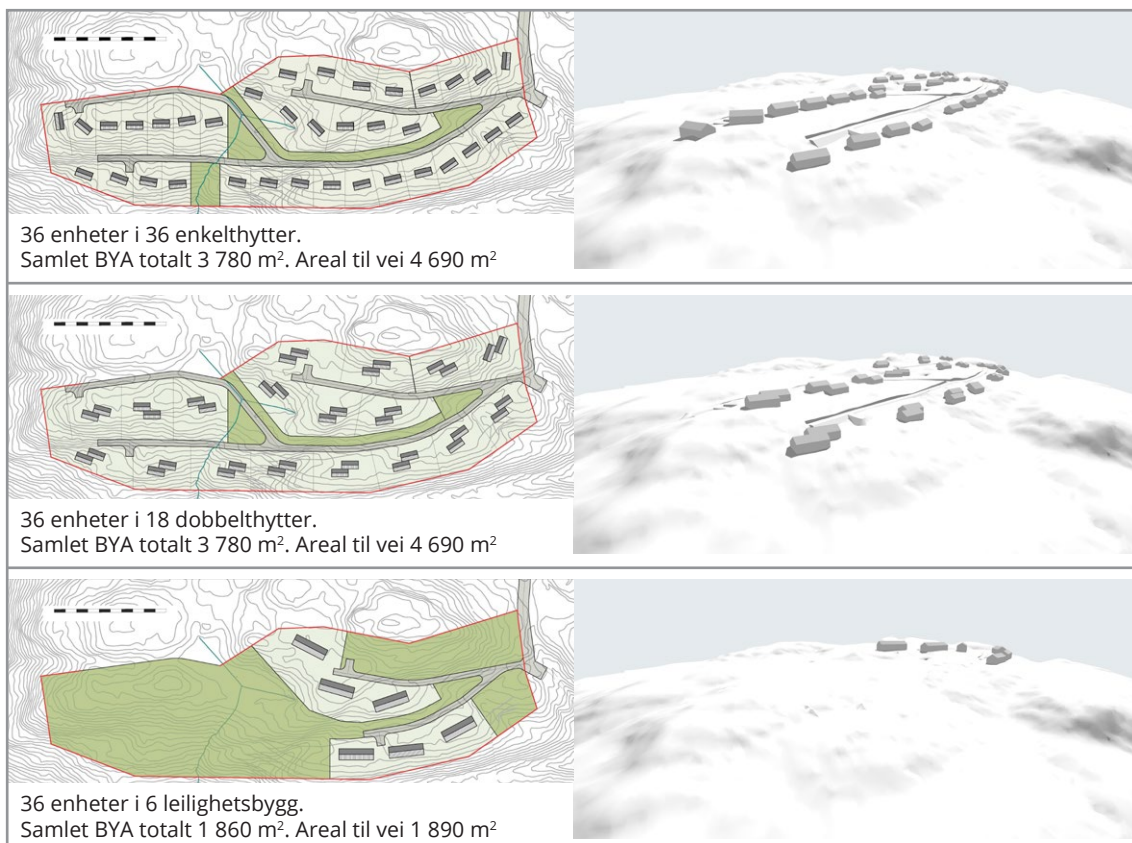 36 enheter i 36 enkelthytter.
Samlet BYA totalt 3 780 m². Areal til vei 4 690 m²
36 enheter i 18 dobbelthytter.
Samlet BYA totalt 3 780 m². Areal til vei 4 690 m²
36 enheter i 6 leilighetsbygg.
Samlet BYA totalt 1 860 m². Areal til vei 1 890 m²